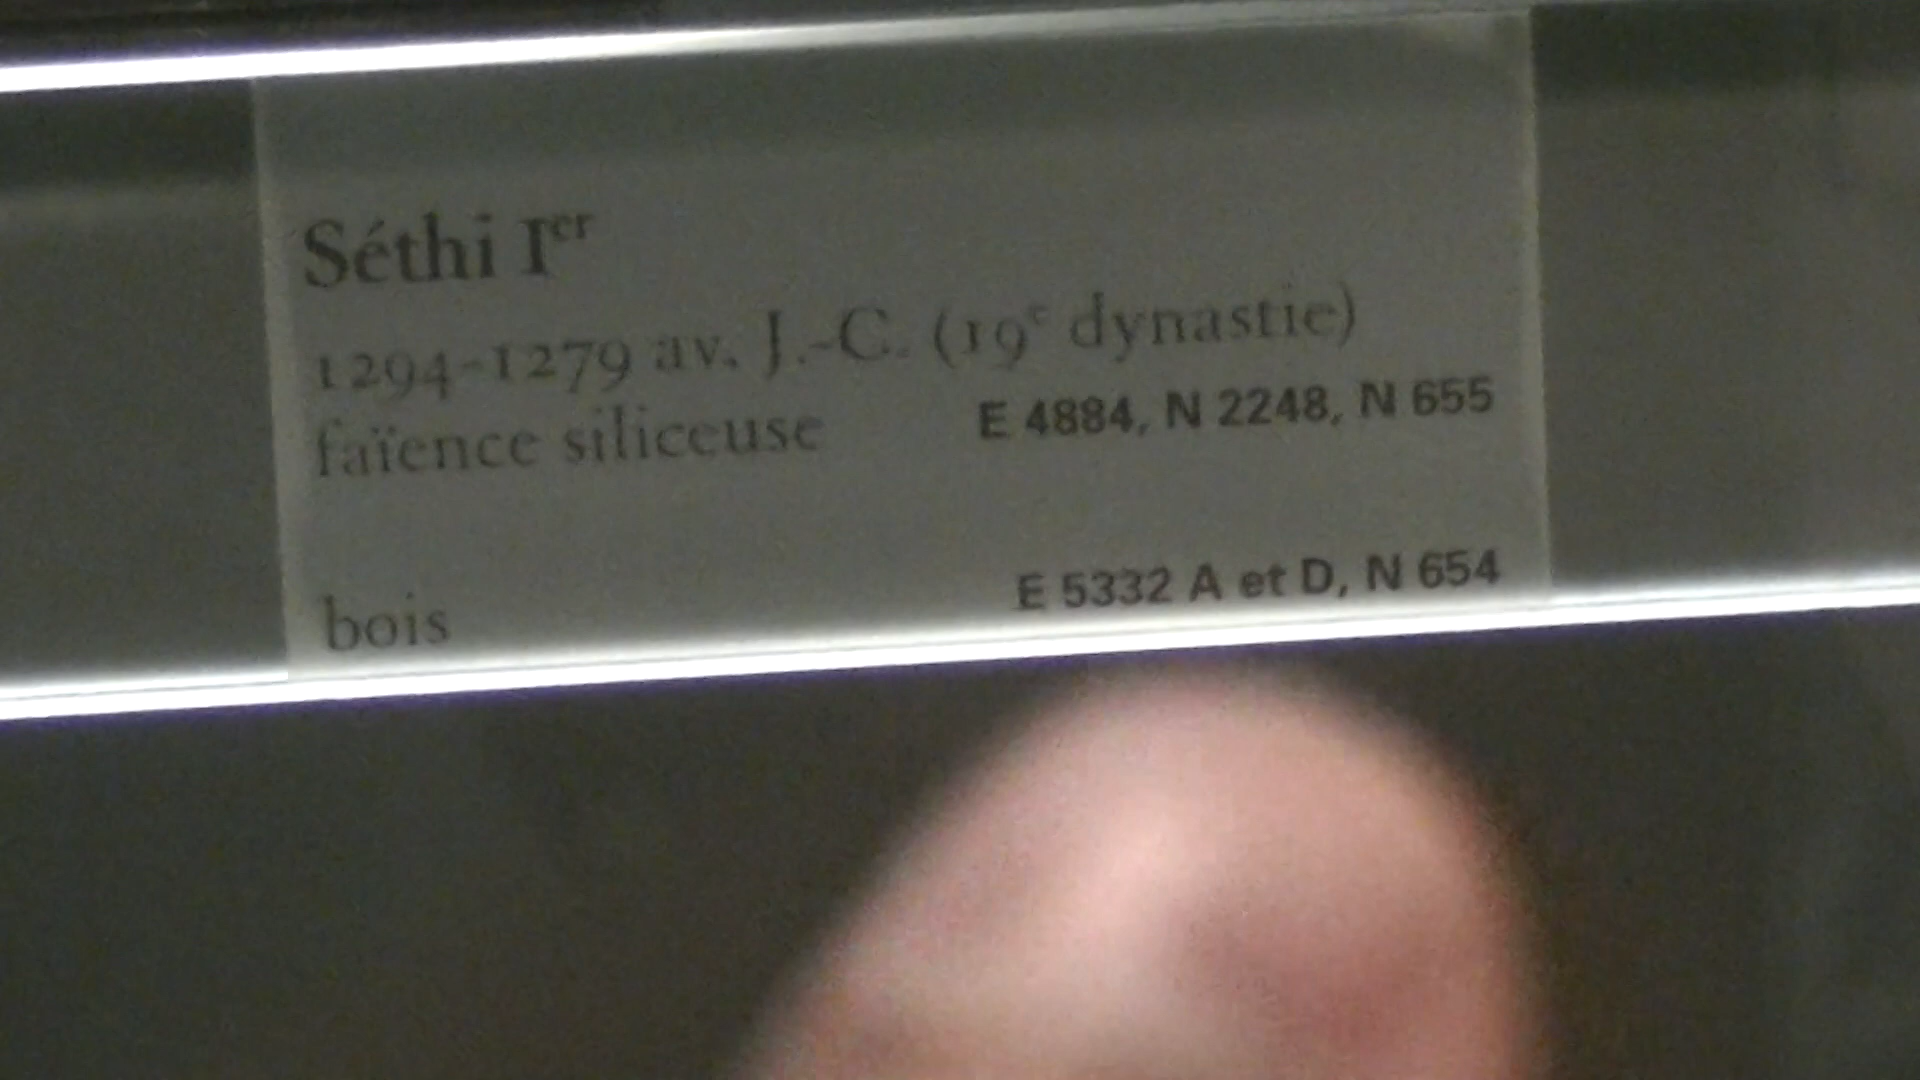 Séthi Ier
1294-1279 av. J.-C. (19e dynastie)
faïence siliceuse E 4884, N 2248, N 655
bois E 5332 A et D, N 654